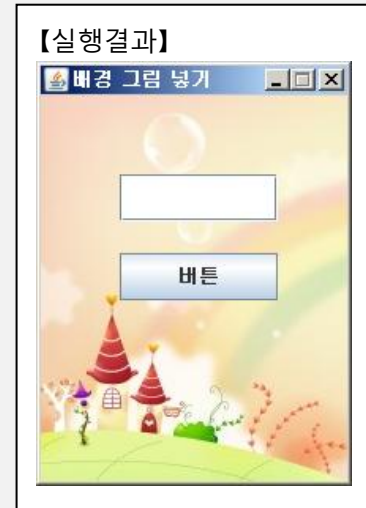 【실행결과】
배경 그림 넣기
버튼